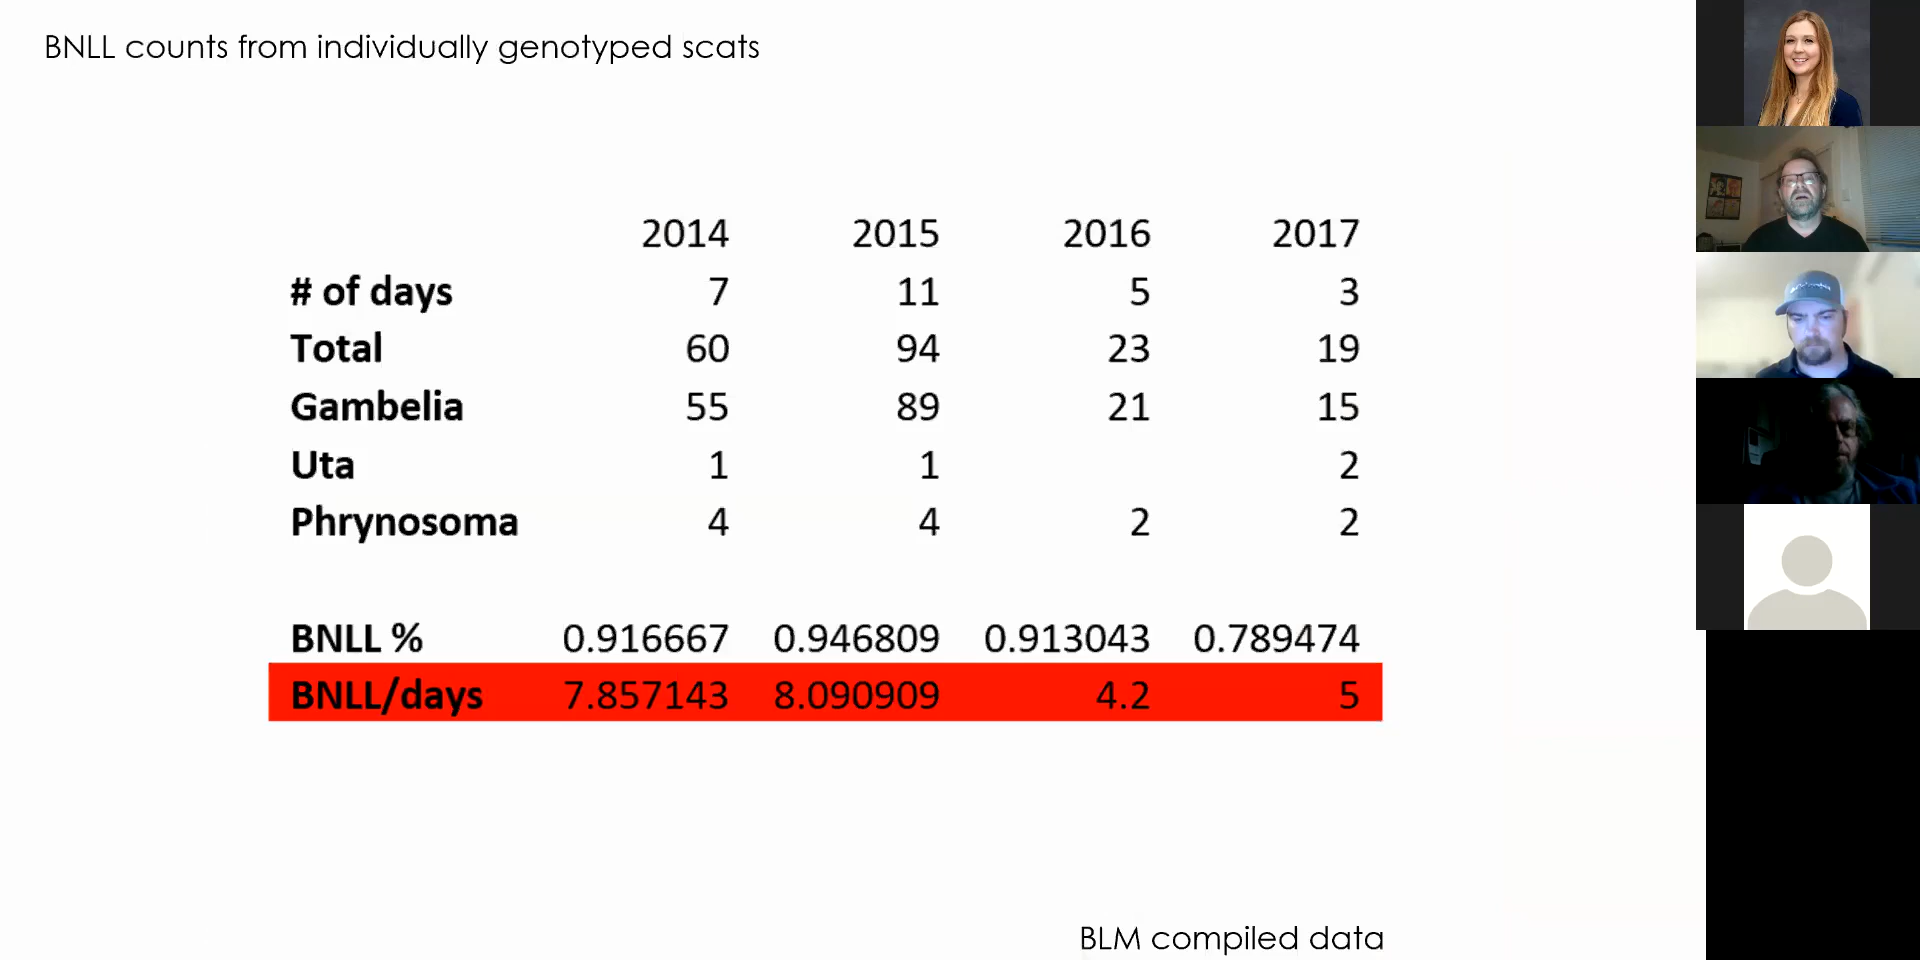 BNLL counts from individually genotyped scats
2014 2015 2016 2017
# of days 7 11 5 3
Total 60 94 23 19
Gambelia 55 89 21 15
Uta 1 1 2
Phrynosoma 4 4 2 2
BNLL % 0.916667 0.946809 0.913043 0.789474
BNLL/days 7.857143 8.090909 4.2 5
BLM compiled data